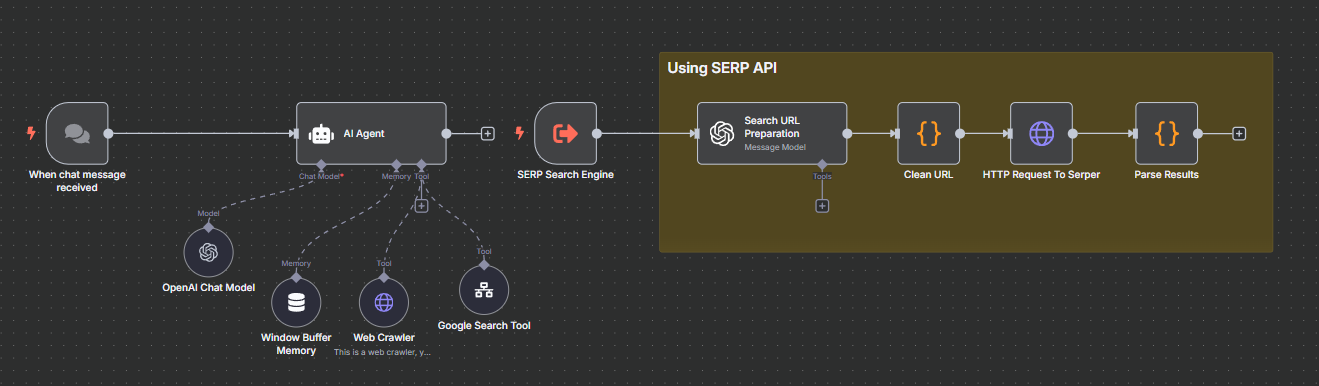 Using SERP API
When chat message
received
AI Agent
Chat Model*
Memory
Tool
SERP Search Engine
Search URL
Preparation
Message Model
Tools
Clean URL
HTTP Request To Serper
Parse Results
Model
OpenAI Chat Model
Memory
Window Buffer
Memory
Tool
Web Crawler
This is a web crawler, y...
Tool
Google Search Tool